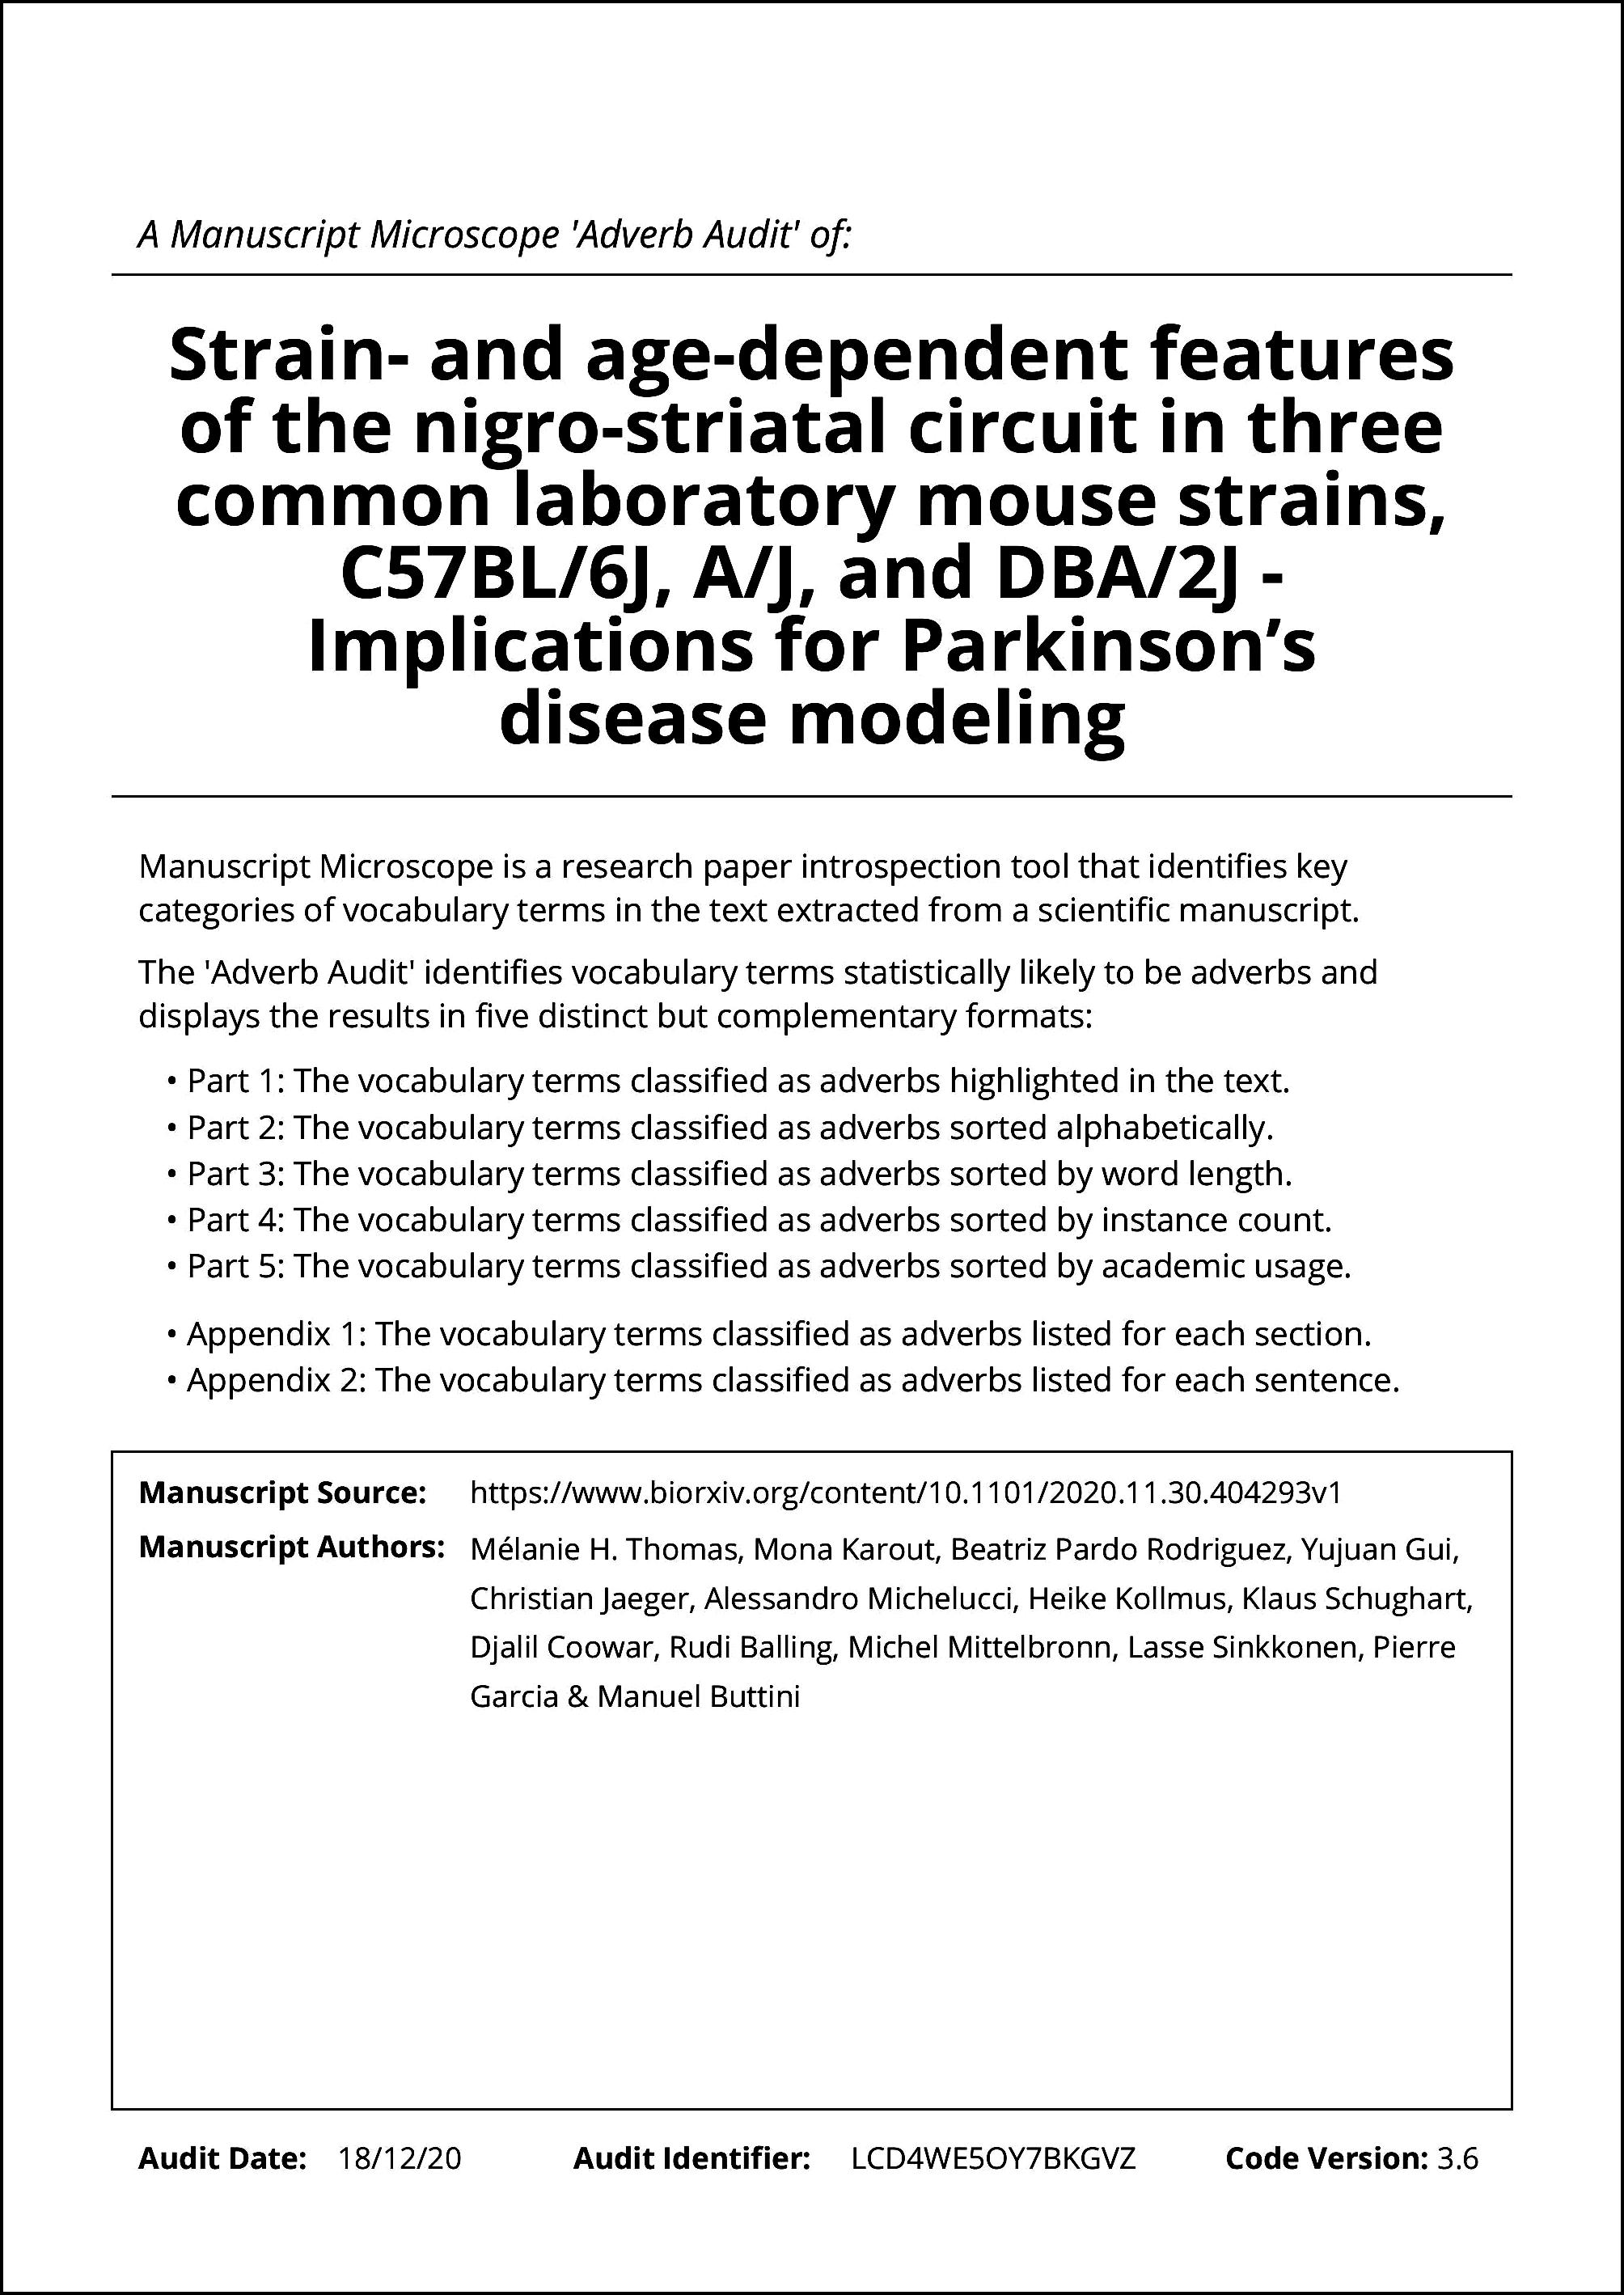 A Manuscript Microscope 'Adverb Audit' of:
Strain- and age-dependent features
of the nigro-striatal circuit in three
common laboratory mouse strains,
C57BL/6J, A/J, and DBA/2J -
Implications for Parkinson’s
disease modeling
Manuscript Microscope is a research paper introspection tool that identifies key
categories of vocabulary terms in the text extracted from a scientific manuscript.
The 'Adverb Audit' identifies vocabulary terms statistically likely to be adverbs and
displays the results in five distinct but complementary formats:
• Part 1: The vocabulary terms classified as adverbs highlighted in the text.
• Part 2: The vocabulary terms classified as adverbs sorted alphabetically.
• Part 3: The vocabulary terms classified as adverbs sorted by word length.
• Part 4: The vocabulary terms classified as adverbs sorted by instance count.
• Part 5: The vocabulary terms classified as adverbs sorted by academic usage.
• Appendix 1: The vocabulary terms classified as adverbs listed for each section.
• Appendix 2: The vocabulary terms classified as adverbs listed for each sentence.
Manuscript Source: https://www.biorxiv.org/content/10.1101/2020.11.30.404293v1
Manuscript Authors: Mélanie H. Thomas, Mona Karout, Beatriz Pardo Rodriguez, Yujuan Gui,
Christian Jaeger, Alessandro Michelucci, Heike Kollmus, Klaus Schughart,
Djalil Coowar, Rudi Balling, Michel Mittelbronn, Lasse Sinkkonen, Pierre
Garcia & Manuel Buttini
Audit Date: 18/12/20 Audit Identifier: LCD4WE5OY7BKGVZ Code Version: 3.6